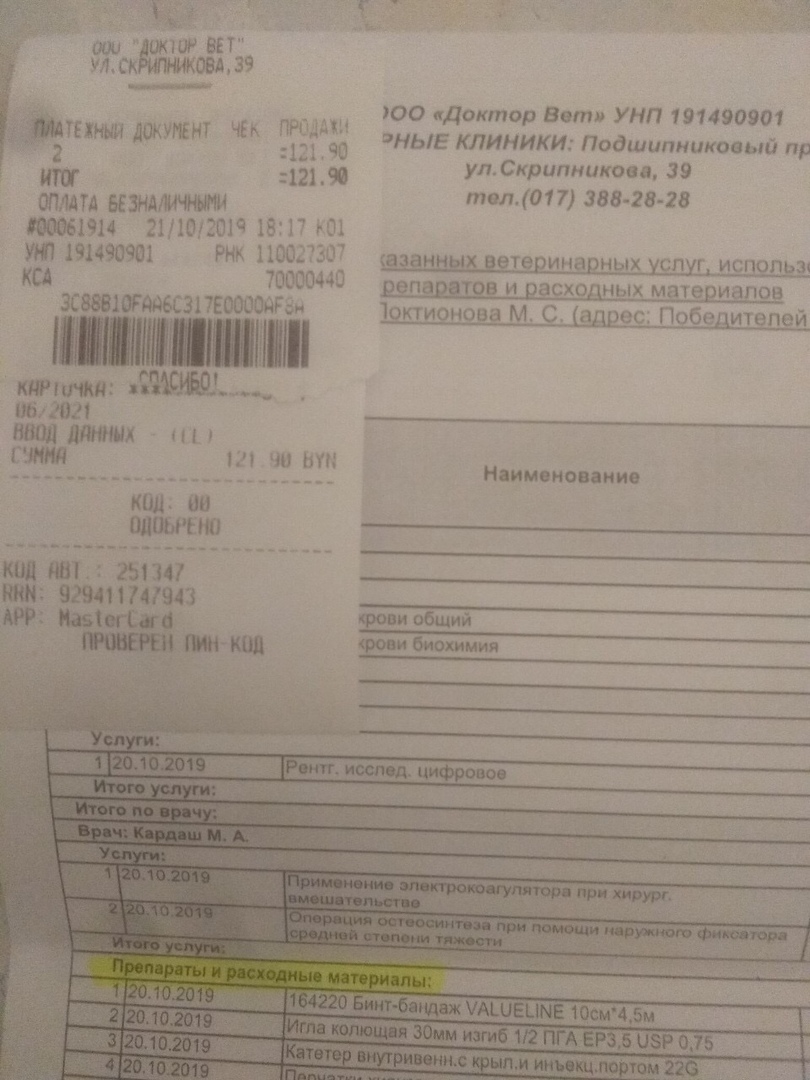 ООО "ДОКТОР ВЕТ"
УЛ.СКРИПНИКОВА,39
ПЛАТЕЖНЫЙ ДОКУМЕНТ ЧЕК ПРОДАЖИ
2 =121.90
ИТОГ =121.90
ОПЛАТА БЕЗНАЛИЧНЫМИ
#00061914 21/10/2019 18:17 К01
УНП 191490901 РНК 110027307
КСА 70000440
3C88B10FAA6C317E0000AF8A
СПАСИБО!
КАРТОЧКА:
06/2021
ВВОД ДАННЫХ - (CL)
СУММА 121.90 BYN
КОД: 00
ОДОБРЕНО
КОД АВТ.: 251347
RRN: 929411747943
APP: MasterCard
ПРОВЕРЕН ПИН-КОД
ООО «Доктор Вет» УНП 191490901
РНЫЕ КЛИНИКИ: Подшипниковый пр
ул.Скрипникова, 39
тел.(017) 388-28-28
казанных ветеринарных услуг, использо
репаратов и расходных материалов
Локтионова М. С. (адрес: Победителей
Наименование
крови общий
крови биохимия
Услуги:
1 20.10.2019 Рентг. исслед. цифровое
Итого услуги:
Итого по врачу:
Врач: Кардаш М. А.
Услуги:
1 20.10.2019 Применение электрокоагулятора при хирург.
вмешательстве
2 20.10.2019 Операция остеосинтеза при помощи наружного фиксатора
средней степени тяжести
Итого услуги:
Препараты и расходные материалы:
1 20.10.2019 164220 Бинт-бандаж VALUELINE 10см*4,5м
2 20.10.2019 Игла колющая 30мм изгиб 1/2 ПГА EP3,5 USP 0,75
3 20.10.2019 Катетер внутривенн.с крыл.и инъекц.портом 22G
4 20.10.2019 Перчатки